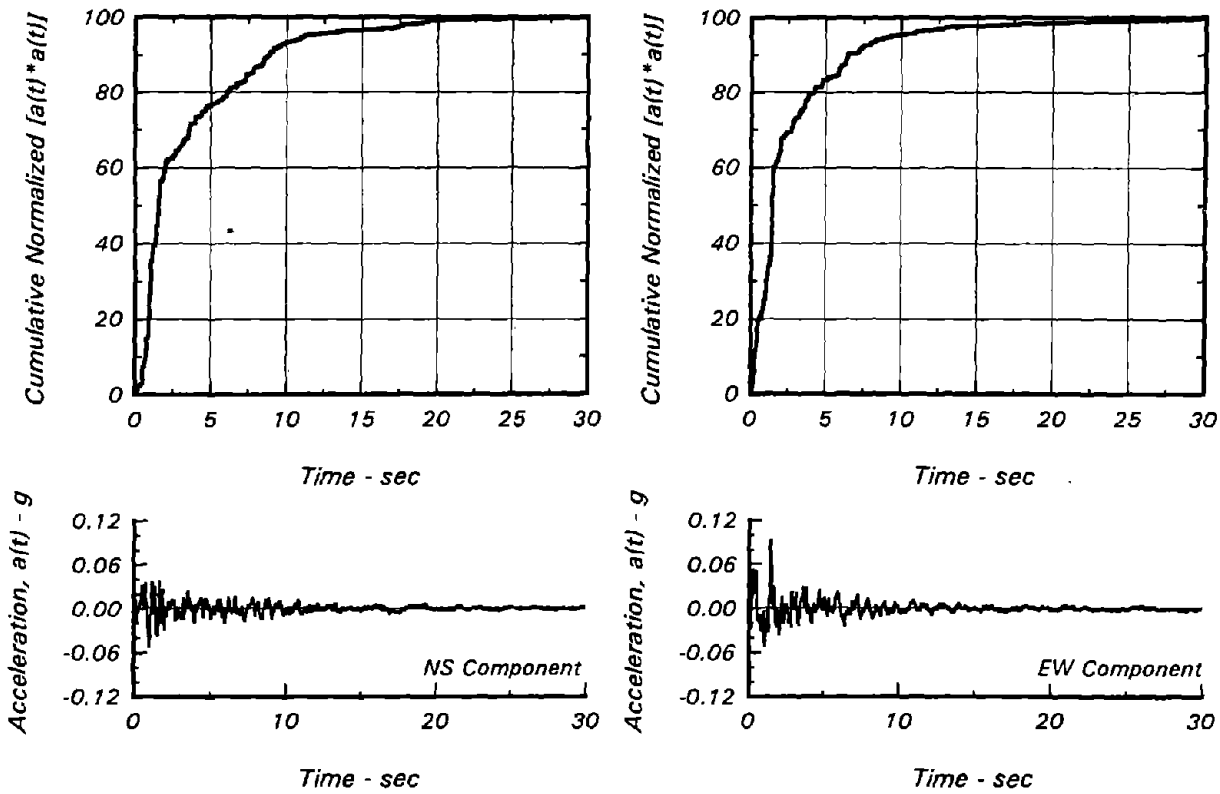 Cumulative Normalized [a(t)*a(t)]
100
80
60
40
20
0
0 5 10 15 20 25 30
Time - sec
Cumulative Normalized [a(t)*a(t)]
100
80
60
40
20
0
0 5 10 15 20 25 30
Time - sec
Acceleration, a(t) - g
0.12
0.06
0.00
-0.06
-0.12
NS Component
0 10 20 30
Time - sec
Acceleration, a(t) - g
0.12
0.06
0.00
-0.06
-0.12
EW Component
0 10 20 30
Time - sec